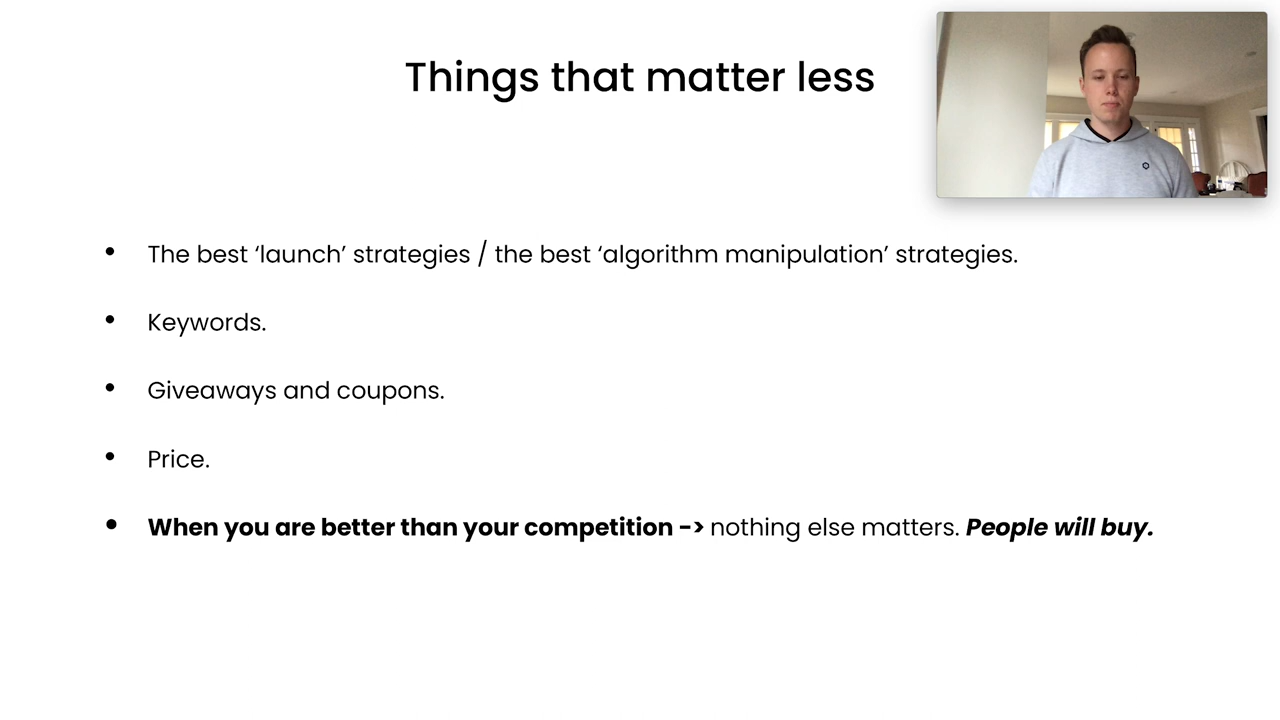 Things that matter less
• The best ‘launch’ strategies / the best ‘algorithm manipulation’ strategies.
• Keywords.
• Giveaways and coupons.
• Price.
• When you are better than your competition -> nothing else matters. People will buy.